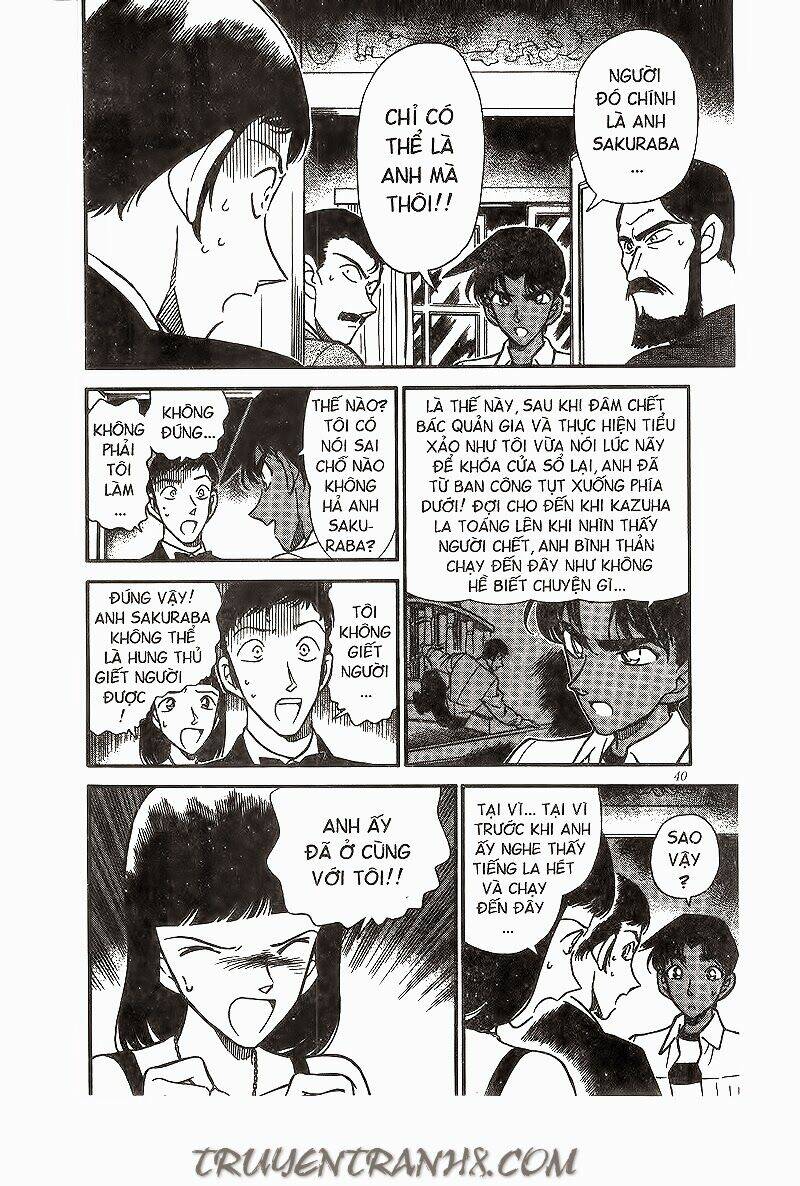 NGƯỜI
ĐÓ CHÍNH
LÀ ANH
SAKURABA
...
CHỈ CÓ
THỂ LÀ
ANH MÀ
THÔI!!
LÀ THẾ NÀY, SAU KHI ĐÂM CHẾT
BÁC QUẢN GIA VÀ THỰC HIỆN TIỂU
XẢO NHƯ TÔI VỪA NÓI LÚC NÃY
ĐỂ KHÓA CỬA SỔ LẠI, ANH ĐÃ
TỪ BAN CÔNG TỤT XUỐNG PHÍA
DƯỚI! ĐỢI CHO ĐẾN KHI KAZUHA
LA TOÁNG LÊN KHI NHÌN THẤY
NGƯỜI CHẾT, ANH BÌNH THẢN
CHẠY ĐẾN ĐÂY NHƯ KHÔNG
HỀ BIẾT CHUYỆN GÌ...
THẾ NÀO?
TÔI CÓ
NÓI SAI
CHỖ NÀO
KHÔNG
HẢ ANH
SAKU-
RABA?
KHÔNG
ĐÚNG...
KHÔNG
PHẢI
TÔI
LÀM
...
TÔI
KHÔNG
GIẾT
NGƯỜI
...
ĐÚNG VẬY!
ANH SAKURABA
KHÔNG THỂ
LÀ HUNG THỦ
GIẾT NGƯỜI
ĐƯỢC
!
40
SAO
VẬY
?
TẠI VÌ... TẠI VÌ
TRƯỚC KHI ANH
ẤY NGHE THẤY
TIẾNG LA HÉT
VÀ CHẠY
ĐẾN ĐÂY
...
ANH ẤY
ĐÃ Ở CÙNG
VỚI TÔI!!
TRUYENTRANH8.COM